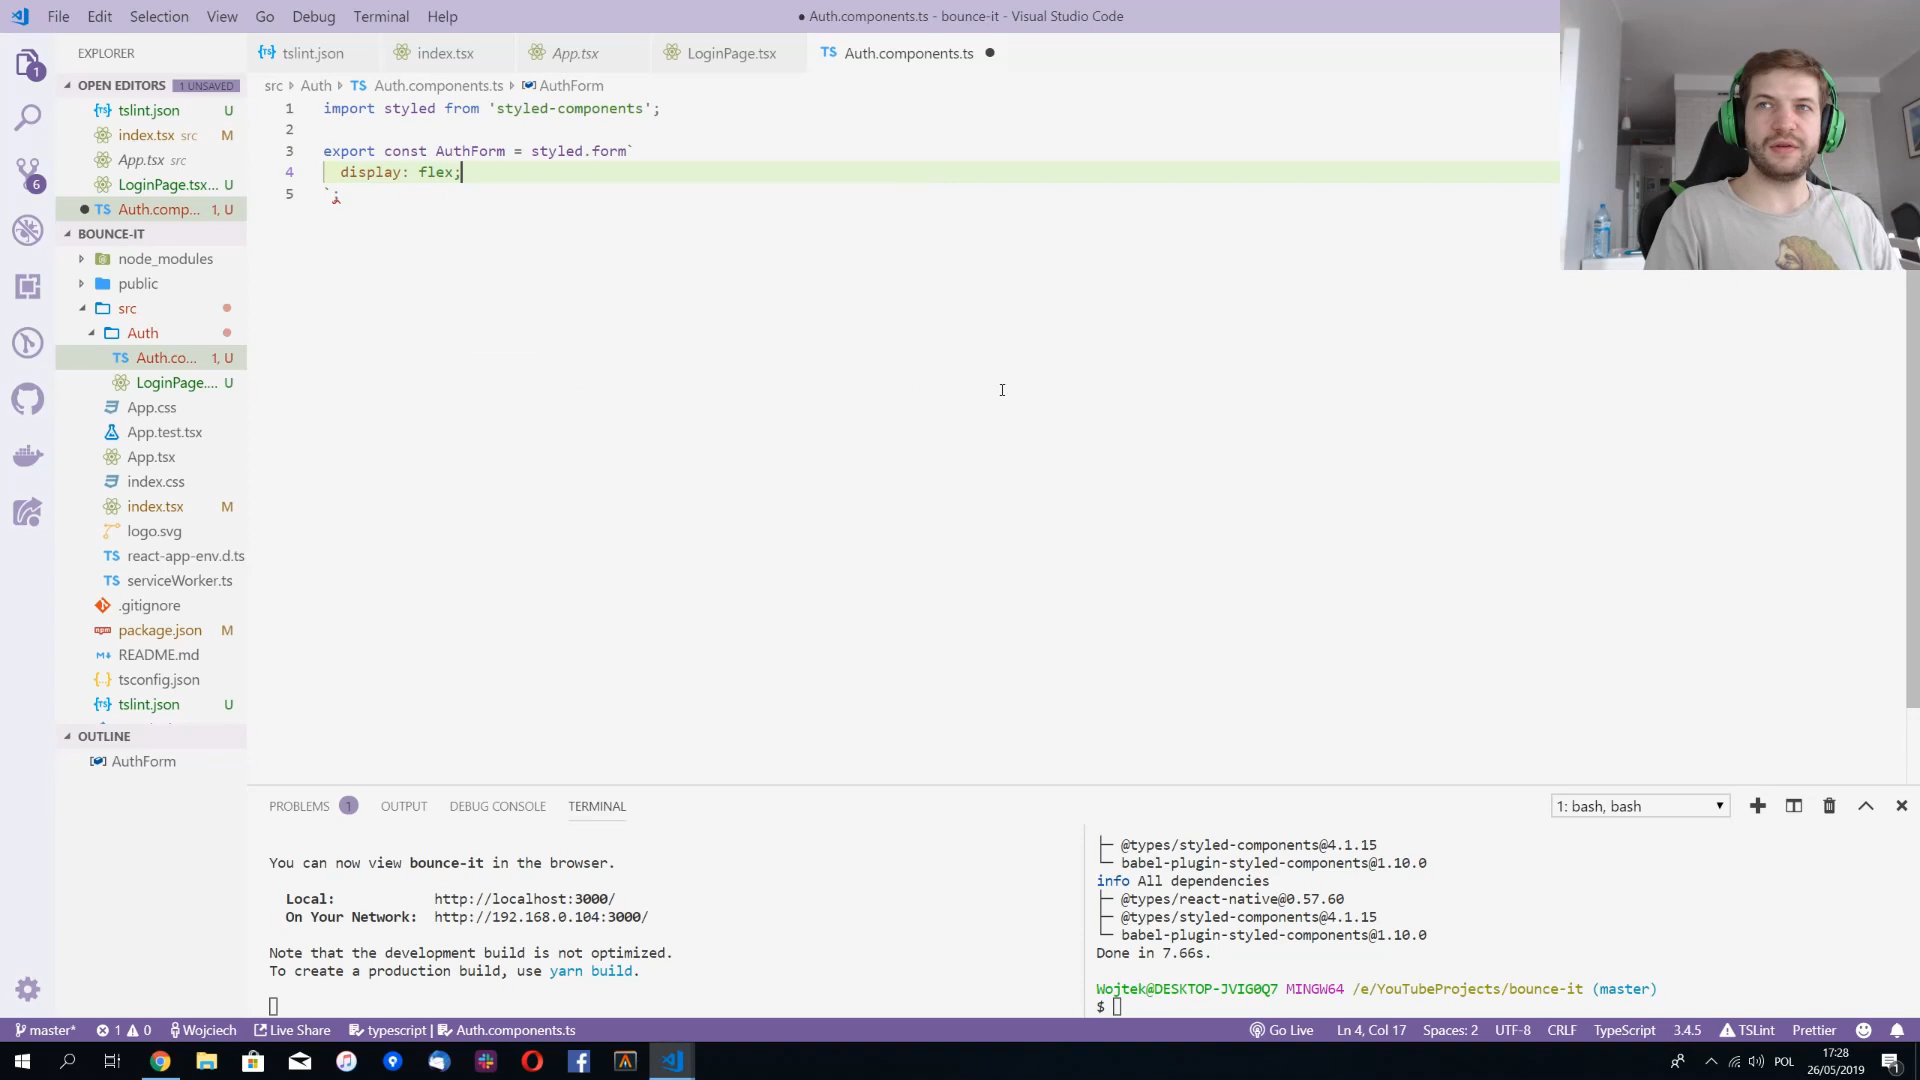 File Edit Selection View Go Debug Terminal Help
● Auth.components.ts - bounce-it - Visual Studio Code
EXPLORER
tslint.json
index.tsx
App.tsx
LoginPage.tsx
TS Auth.components.ts ●
OPEN EDITORS 1 UNSAVED
tslint.json U
index.tsx src M
App.tsx src
LoginPage.tsx... U
TS Auth.comp... 1, U
BOUNCE-IT
node_modules
public
src
Auth
TS Auth.co... 1, U
LoginPage.... U
App.css
App.test.tsx
App.tsx
index.css
index.tsx M
logo.svg
TS react-app-env.d.ts
TS serviceWorker.ts
.gitignore
package.json M
README.md
tsconfig.json
tslint.json U
OUTLINE
AuthForm
1
6
src Auth TS Auth.components.ts AuthForm
1 import styled from 'styled-components';
2
3 export const AuthForm = styled.form`
4 display: flex;
5 `;
PROBLEMS 1 OUTPUT DEBUG CONSOLE TERMINAL
1: bash, bash
You can now view bounce-it in the browser.
Local: http://localhost:3000/
On Your Network: http://192.168.0.104:3000/
Note that the development build is not optimized.
To create a production build, use yarn build.
├─ @types/styled-components@4.1.15
└─ babel-plugin-styled-components@1.10.0
info All dependencies
├─ @types/react-native@0.57.60
├─ @types/styled-components@4.1.15
└─ babel-plugin-styled-components@1.10.0
Done in 7.66s.
Wojtek@DESKTOP-JVIG0Q7 MINGW64 /e/YouTubeProjects/bounce-it (master)
$
master* 1 0 Wojciech Live Share typescript | Auth.components.ts
Go Live Ln 4, Col 17 Spaces: 2 UTF-8 CRLF TypeScript 3.4.5 TSLint Prettier
POL
17:28
26/05/2019
1